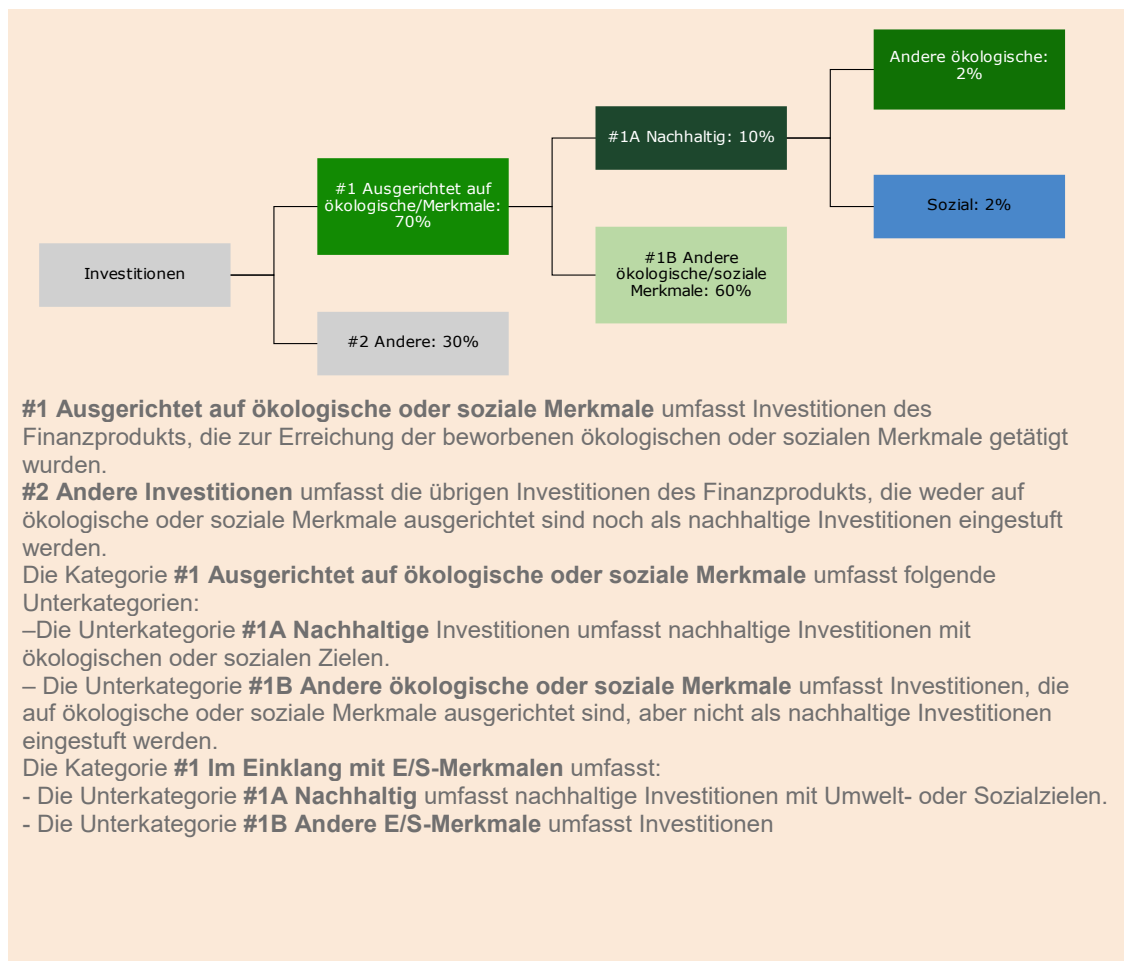 Andere ökologische:
2%
#1A Nachhaltig: 10%
#1 Ausgerichtet auf
ökologische/Merkmale:
70%
Sozial: 2%
#1B Andere
ökologische/soziale
Merkmale: 60%
Investitionen
#2 Andere: 30%
#1 Ausgerichtet auf ökologische oder soziale Merkmale umfasst Investitionen des
Finanzprodukts, die zur Erreichung der beworbenen ökologischen oder sozialen Merkmale getätigt
wurden.
#2 Andere Investitionen umfasst die übrigen Investitionen des Finanzprodukts, die weder auf
ökologische oder soziale Merkmale ausgerichtet sind noch als nachhaltige Investitionen eingestuft
werden.
Die Kategorie #1 Ausgerichtet auf ökologische oder soziale Merkmale umfasst folgende
Unterkategorien:
–Die Unterkategorie #1A Nachhaltige Investitionen umfasst nachhaltige Investitionen mit
ökologischen oder sozialen Zielen.
– Die Unterkategorie #1B Andere ökologische oder soziale Merkmale umfasst Investitionen, die
auf ökologische oder soziale Merkmale ausgerichtet sind, aber nicht als nachhaltige Investitionen
eingestuft werden.
Die Kategorie #1 Im Einklang mit E/S-Merkmalen umfasst:
- Die Unterkategorie #1A Nachhaltig umfasst nachhaltige Investitionen mit Umwelt- oder Sozialzielen.
- Die Unterkategorie #1B Andere E/S-Merkmale umfasst Investitionen